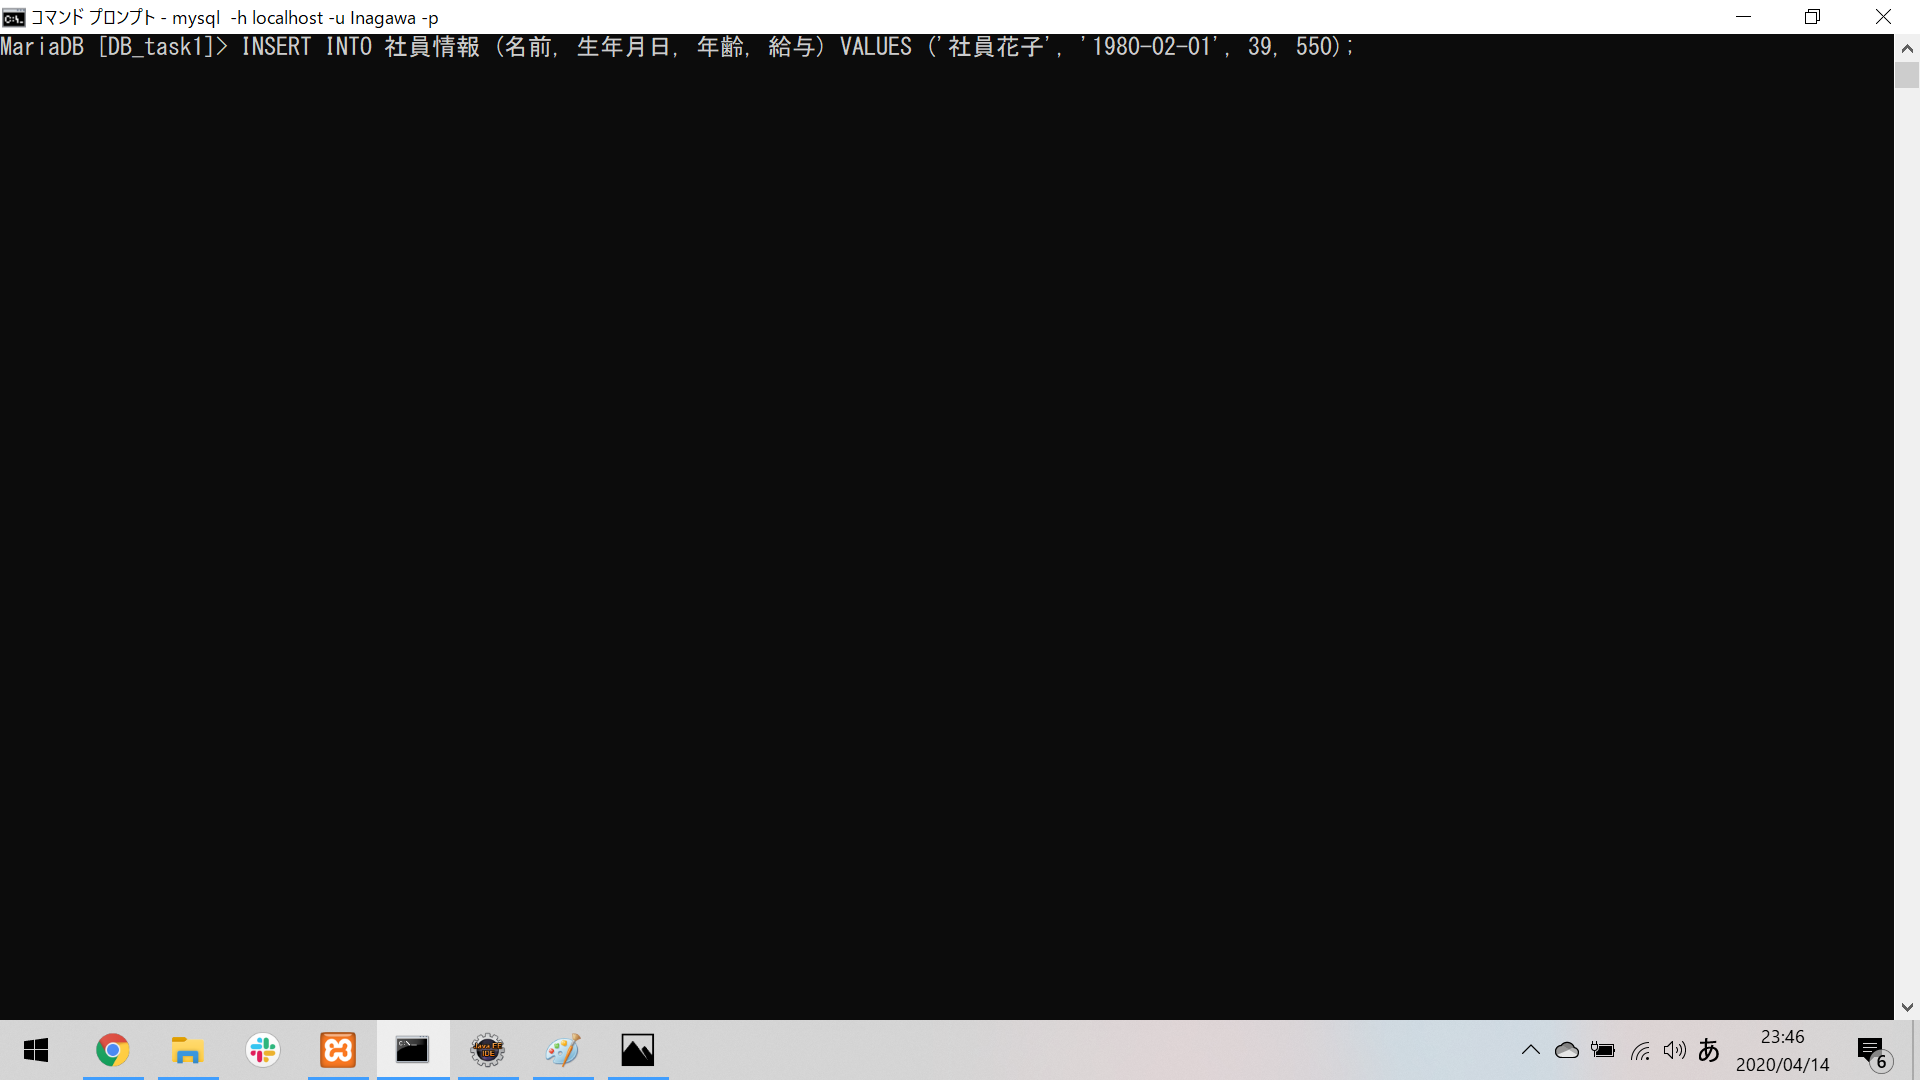 コマンド プロンプト - mysql  -h localhost -u Inagawa -p
MariaDB [DB_task1]> INSERT INTO 社員情報 (名前, 生年月日, 年齢, 給与) VALUES ('社員花子', '1980-02-01', 39, 550);
あ
23:46
2020/04/14
6